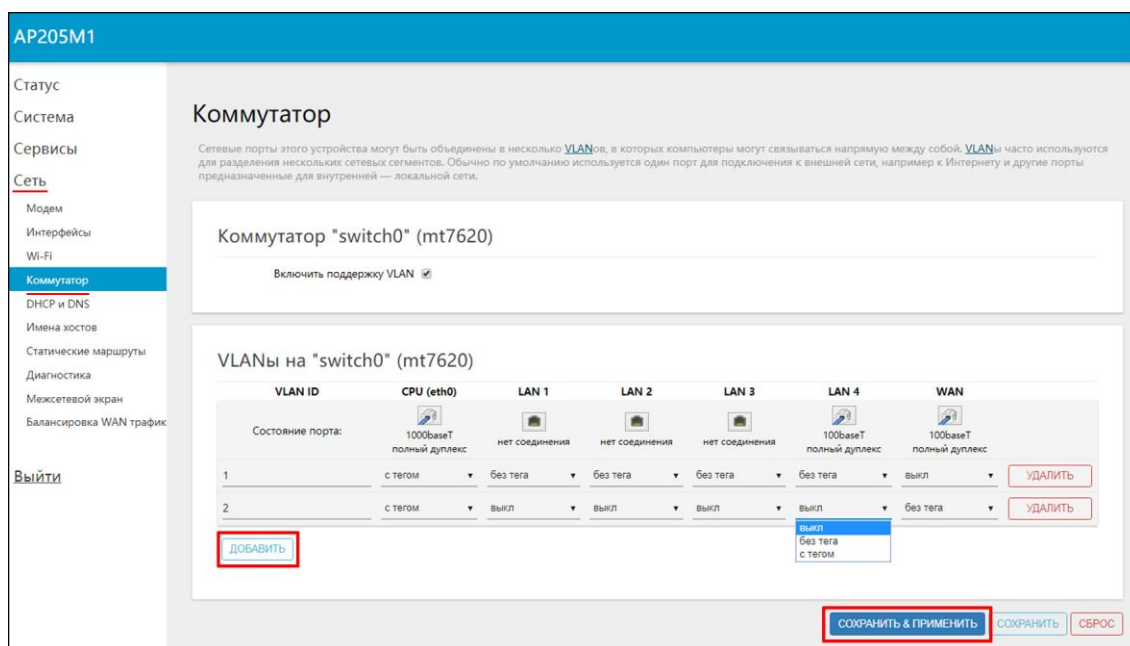 AP205M1
Статус
Система
Сервисы
Сеть
Модем
Интерфейсы
Wi-Fi
Коммутатор
DHCP и DNS
Имена хостов
Статические маршруты
Диагностика
Межсетевой экран
Балансировка WAN трафик
Выйти
Коммутатор
Сетевые порты этого устройства могут быть объединены в несколько VLANов, в которых компьютеры могут связываться напрямую между собой. VLANы часто используются
для разделения нескольких сетевых сегментов. Обычно по умолчанию используется один порт для подключения к внешней сети, например к Интернету и другие порты
предназначенные для внутренней — локальной сети.
Коммутатор "switch0" (mt7620)
Включить поддержку VLAN
VLANы на "switch0" (mt7620)
VLAN ID CPU (eth0) LAN 1 LAN 2 LAN 3 LAN 4 WAN
Состояние порта: 1000baseT полный дуплекс нет соединения нет соединения нет соединения 100baseT полный дуплекс 100baseT полный дуплекс
1 с тегом без тега без тега без тега без тега выкл УДАЛИТЬ
2 с тегом выкл выкл выкл выкл без тега УДАЛИТЬ
выкл
без тега
с тегом
ДОБАВИТЬ
СОХРАНИТЬ & ПРИМЕНИТЬ СОХРАНИТЬ СБРОС